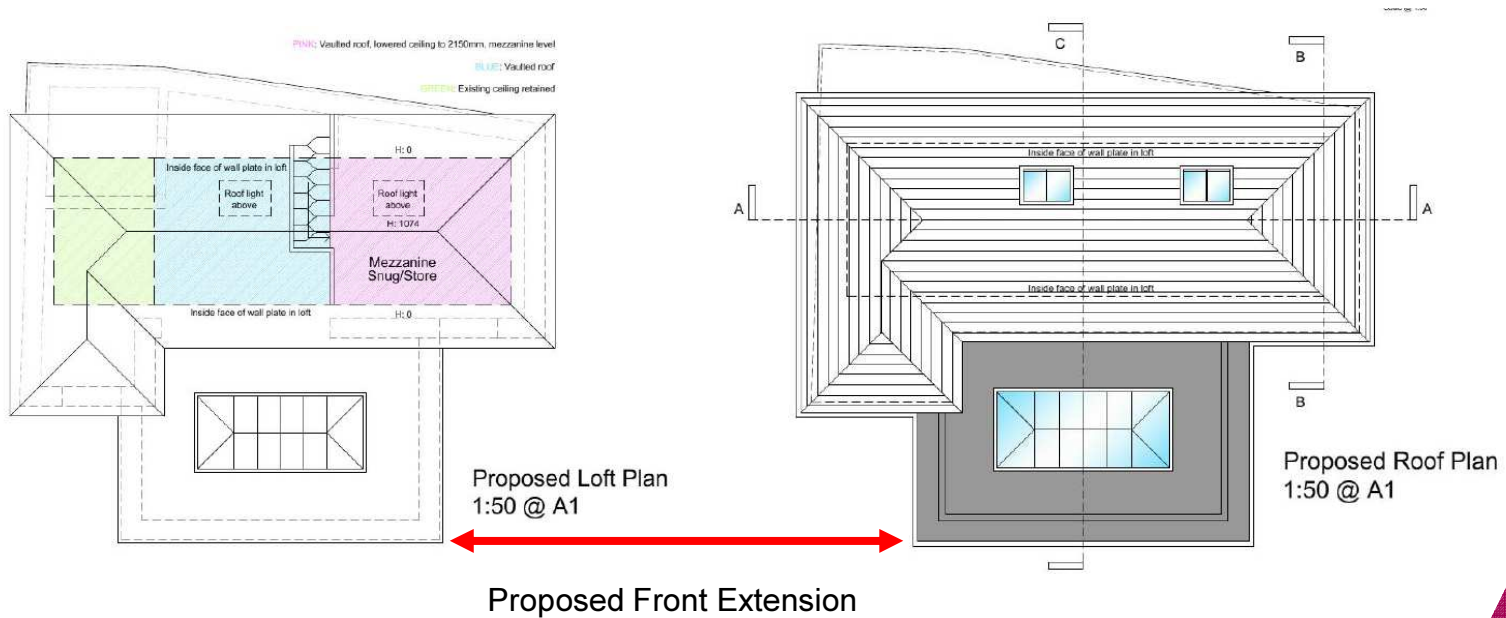 PINK: Vaulted roof, lowered ceiling to 2150mm, mezzanine level
BLUE: Vaulted roof
GREEN: Existing ceiling retained
H: 0
Inside face of wall plate in loft
Roof light
above
Roof light
above
H: 1074
Mezzanine
Snug/Store
Inside face of wall plate in loft
H: 0
Proposed Loft Plan
1:50 @ A1
C
B
Inside face of wall plate in loft
A
A
Inside face of wall plate in loft
B
Proposed Roof Plan
1:50 @ A1
Proposed Front Extension